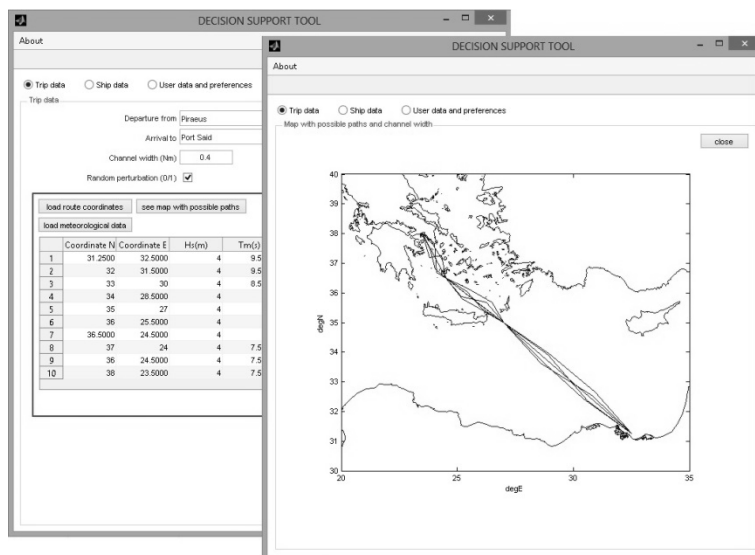 DECISION SUPPORT TOOL
About
Trip data
Ship data
User data and preferences
Trip data
Departure from Piraeus
Arrival to Port Said
Channel width (Nm) 0.4
Random perturbation (0/1)
load route coordinates see map with possible paths
load meteorological data
Coordinate N Coordinate E Hs(m) Tm(s)
1 31.2500 32.5000 4 9.5
2 32 31.5000 4 9.5
3 33 30 4 8.5
4 34 28.5000 4
5 35 27 4
6 36 25.5000 4
7 36.5000 24.5000 4
8 37 24 4 7.5
9 36 24.5000 4 7.5
10 38 23.5000 4 7.5
DECISION SUPPORT TOOL
About
Trip data
Ship data
User data and preferences
Map with possible paths and channel width
close
40
39
38
37
36
35
34
33
32
31
30
degN
20 25 30 35
degE